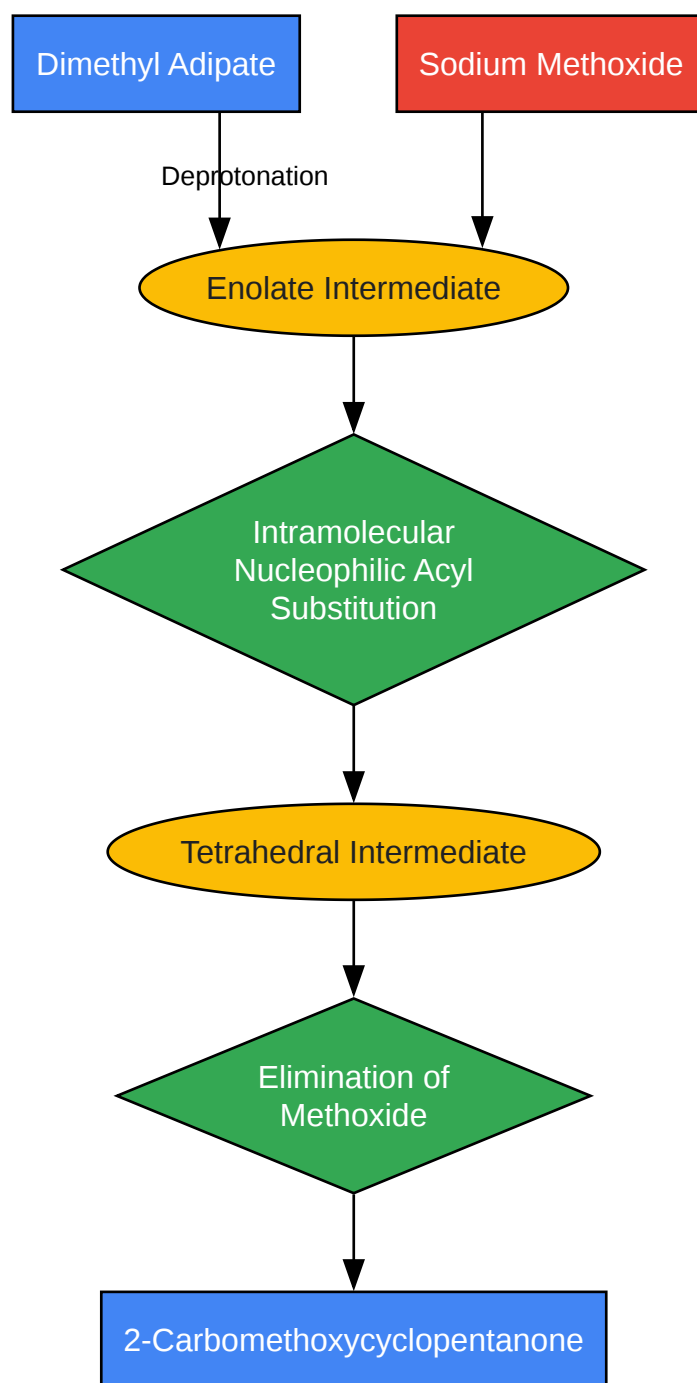 Dimethyl Adipate
Sodium Methoxide
Deprotonation
Enolate Intermediate
Intramolecular
Nucleophilic Acyl
Substitution
Tetrahedral Intermediate
Elimination of
Methoxide
2-Carbomethoxycyclopentanone